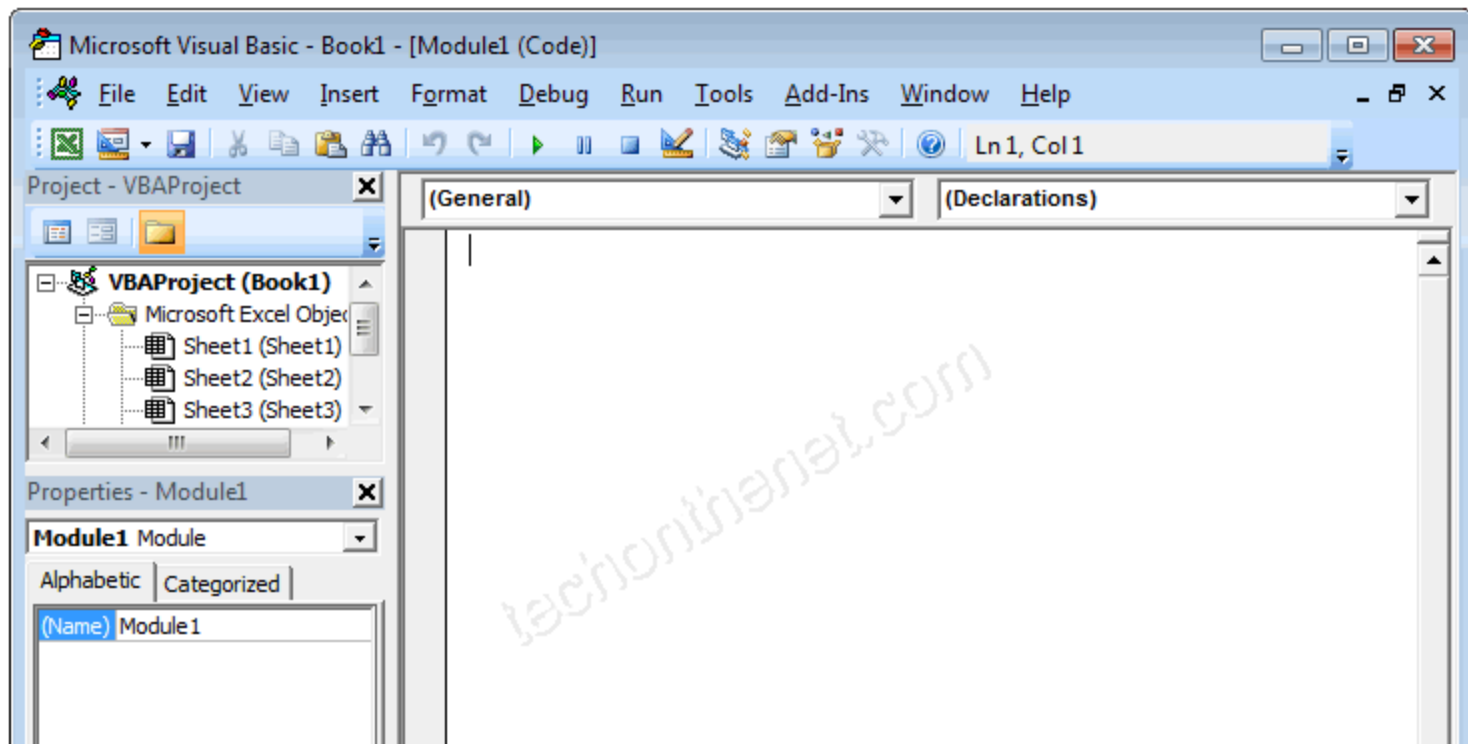 Microsoft Visual Basic - Book1 - [Module1 (Code)]
File Edit View Insert Format Debug Run Tools Add-Ins Window Help
Ln 1, Col 1
Project - VBAProject
(General) (Declarations)
VBAProject (Book1)
Microsoft Excel Objec
Sheet1 (Sheet1)
Sheet2 (Sheet2)
Sheet3 (Sheet3)
Properties - Module1
Module1 Module
Alphabetic Categorized
(Name) Module1
techonthenet.com